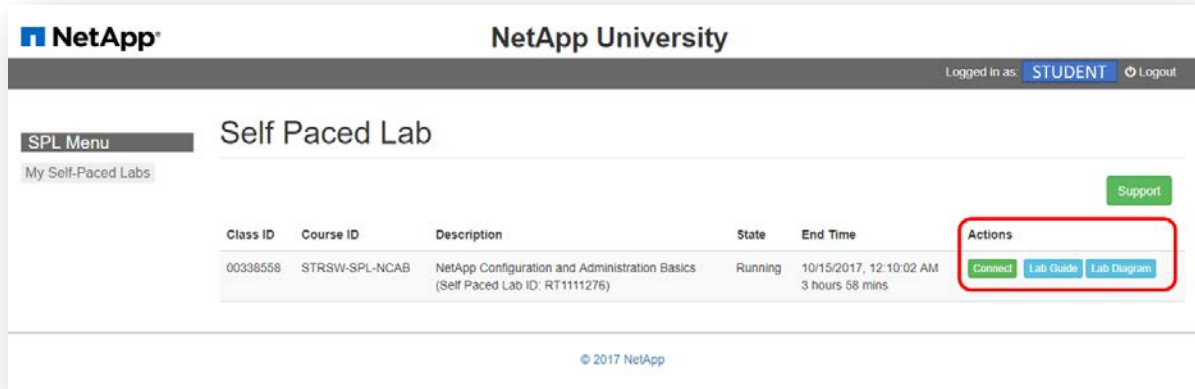 NetApp®
NetApp University
Logged in as: STUDENT Logout
SPL Menu
My Self-Paced Labs
Self Paced Lab
Support
Class ID Course ID Description State End Time Actions
00338558 STRSW-SPL-NCAB NetApp Configuration and Administration Basics Running 10/15/2017, 12:10:02 AM Connect Lab Guide Lab Diagram
(Self Paced Lab ID: RT1111276) 3 hours 58 mins
© 2017 NetApp